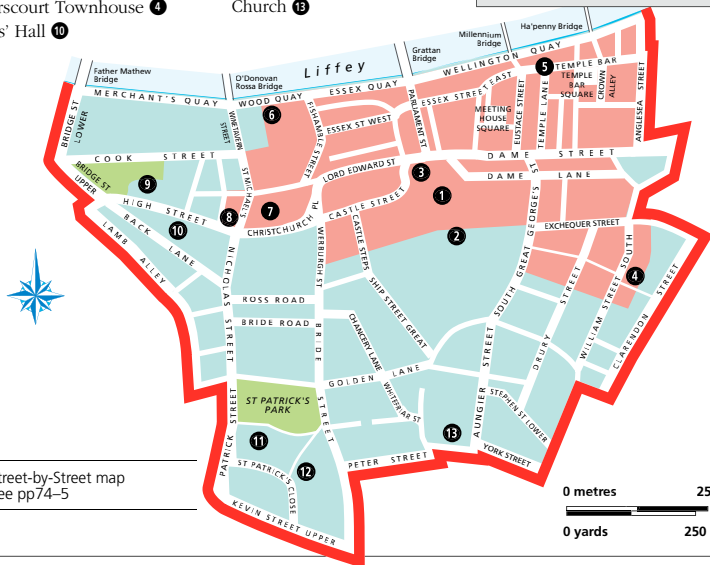 Townhouse 4
Church 13
Hall 10
Father Mathew
Bridge
O'Donovan
Rossa Bridge
Liffey
Grattan
Bridge
Millennium
Bridge
Ha'penny Bridge
MERCHANT'S QUAY
WOOD QUAY
ESSEX QUAY
WELLINGTON QUAY
BRIDGE ST
LOWER
WINETAVERN
STREET
6
FISHAMBLE STREET
ESSEX ST WEST
PARLIAMENT ST
ESSEX STREET EAST
5
TEMPLE BAR
TEMPLE
BAR
SQUARE
CROWN
ALLEY
ANGLESEA STREET
MEETING
HOUSE
SQUARE
EUSTACE STREET
TEMPLE LANE
COOK STREET
BRIDGE ST
UPPER
9
ST MICHAEL'S
LORD EDWARD ST
DAME STREET
DAME LANE
3
1
HIGH STREET
8
7
CHRISTCHURCH PL
CASTLE STREET
2
EXCHEQUER STREET
10
BACK LANE
LAMB ALLEY
NICHOLAS STREET
WERBURGH ST
CASTLE STEPS
SHIP STREET GREAT
SOUTH GREAT GEORGE'S ST
DRURY STREET
WILLIAM STREET SOUTH
4
CLARENDON STREET
ROSS ROAD
BRIDE ROAD
BRIDE STREET
CHANCERY LANE
GOLDEN LANE
WHITEFRIAR ST
AUNGIER STREET
STEPHEN ST LOWER
YORK STREET
13
ST PATRICK'S
PARK
PATRICK STREET
11
12
ST PATRICK'S CLOSE
PETER STREET
KEVIN STREET UPPER
map
pp74–5
0 metres 25
0 yards 250